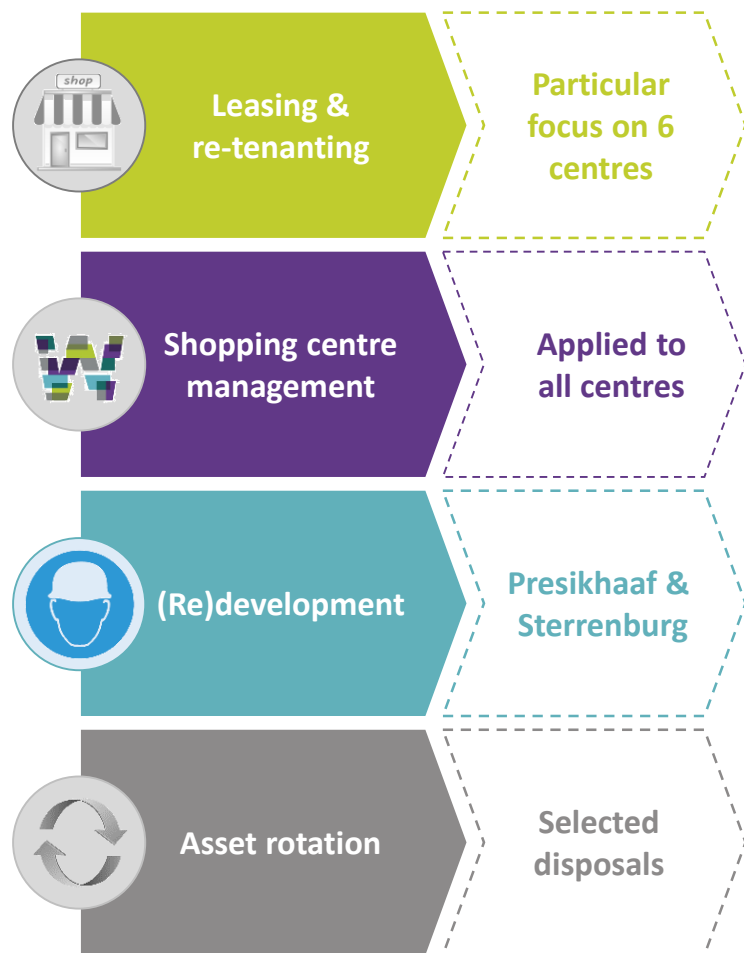 shop
Leasing &
re-tenanting
Particular
focus on 6
centres
W
Shopping centre
management
Applied to
all centres
(Re)development
Presikhaaf &
Sterrenburg
Asset rotation
Selected
disposals